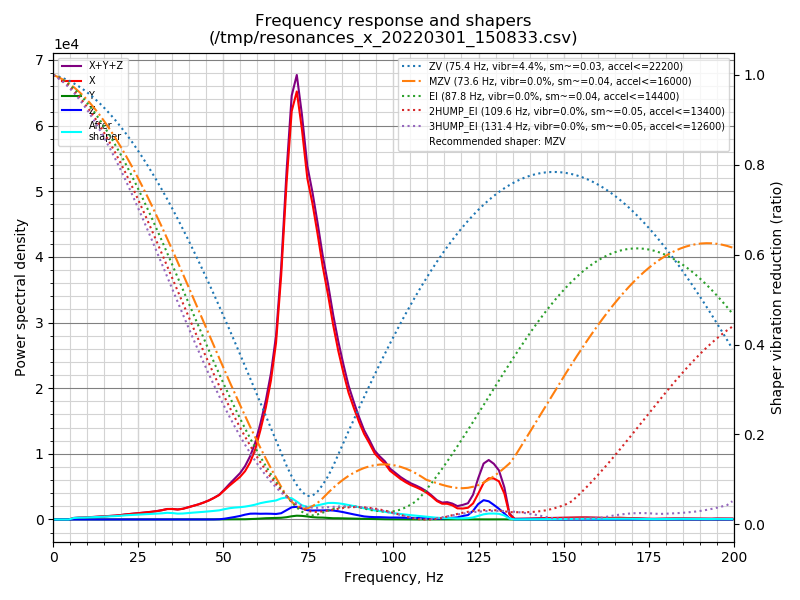 Frequency response and shapers
(/tmp/resonances_x_20220301_150833.csv)
1e4
X+Y+Z
X
Y
Z
After
shaper
ZV (75.4 Hz, vibr=4.4%, sm~=0.03, accel<=22200)
MZV (73.6 Hz, vibr=0.0%, sm~=0.04, accel<=16000)
EI (87.8 Hz, vibr=0.0%, sm~=0.04, accel<=14400)
2HUMP_EI (109.6 Hz, vibr=0.0%, sm~=0.05, accel<=13400)
3HUMP_EI (131.4 Hz, vibr=0.0%, sm~=0.05, accel<=12600)
Recommended shaper: MZV
7
6
5
4
3
2
1
0
Power spectral density
1.0
0.8
0.6
0.4
0.2
0.0
Shaper vibration reduction (ratio)
0 25 50 75 100 125 150 175 200
Frequency, Hz